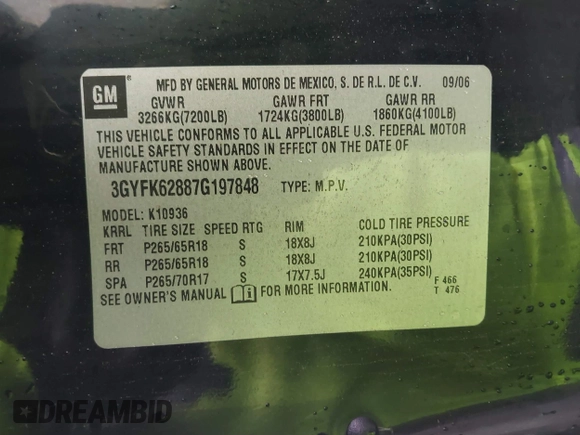 GM
MFD BY GENERAL MOTORS DE MEXICO, S. DE R.L. DE C.V. 09/06
GVWR GAWR FRT GAWR RR
3266KG(7200LB) 1724KG(3800LB) 1860KG(4100LB)
THIS VEHICLE CONFORMS TO ALL APPLICABLE U.S. FEDERAL MOTOR
VEHICLE SAFETY STANDARDS IN EFFECT ON THE DATE OF
MANUFACTURE SHOWN ABOVE.
3GYFK62887G197848 TYPE: M.P.V.
MODEL: K10936
KRRL TIRE SIZE SPEED RTG RIM COLD TIRE PRESSURE
FRT P265/65R18 S 18X8J 210KPA(30PSI)
RR P265/65R18 S 18X8J 210KPA(30PSI)
SPA P265/70R17 S 17X7.5J 240KPA(35PSI)
SEE OWNER'S MANUAL FOR MORE INFORMATION.
F 466
T 476
DREAMBID